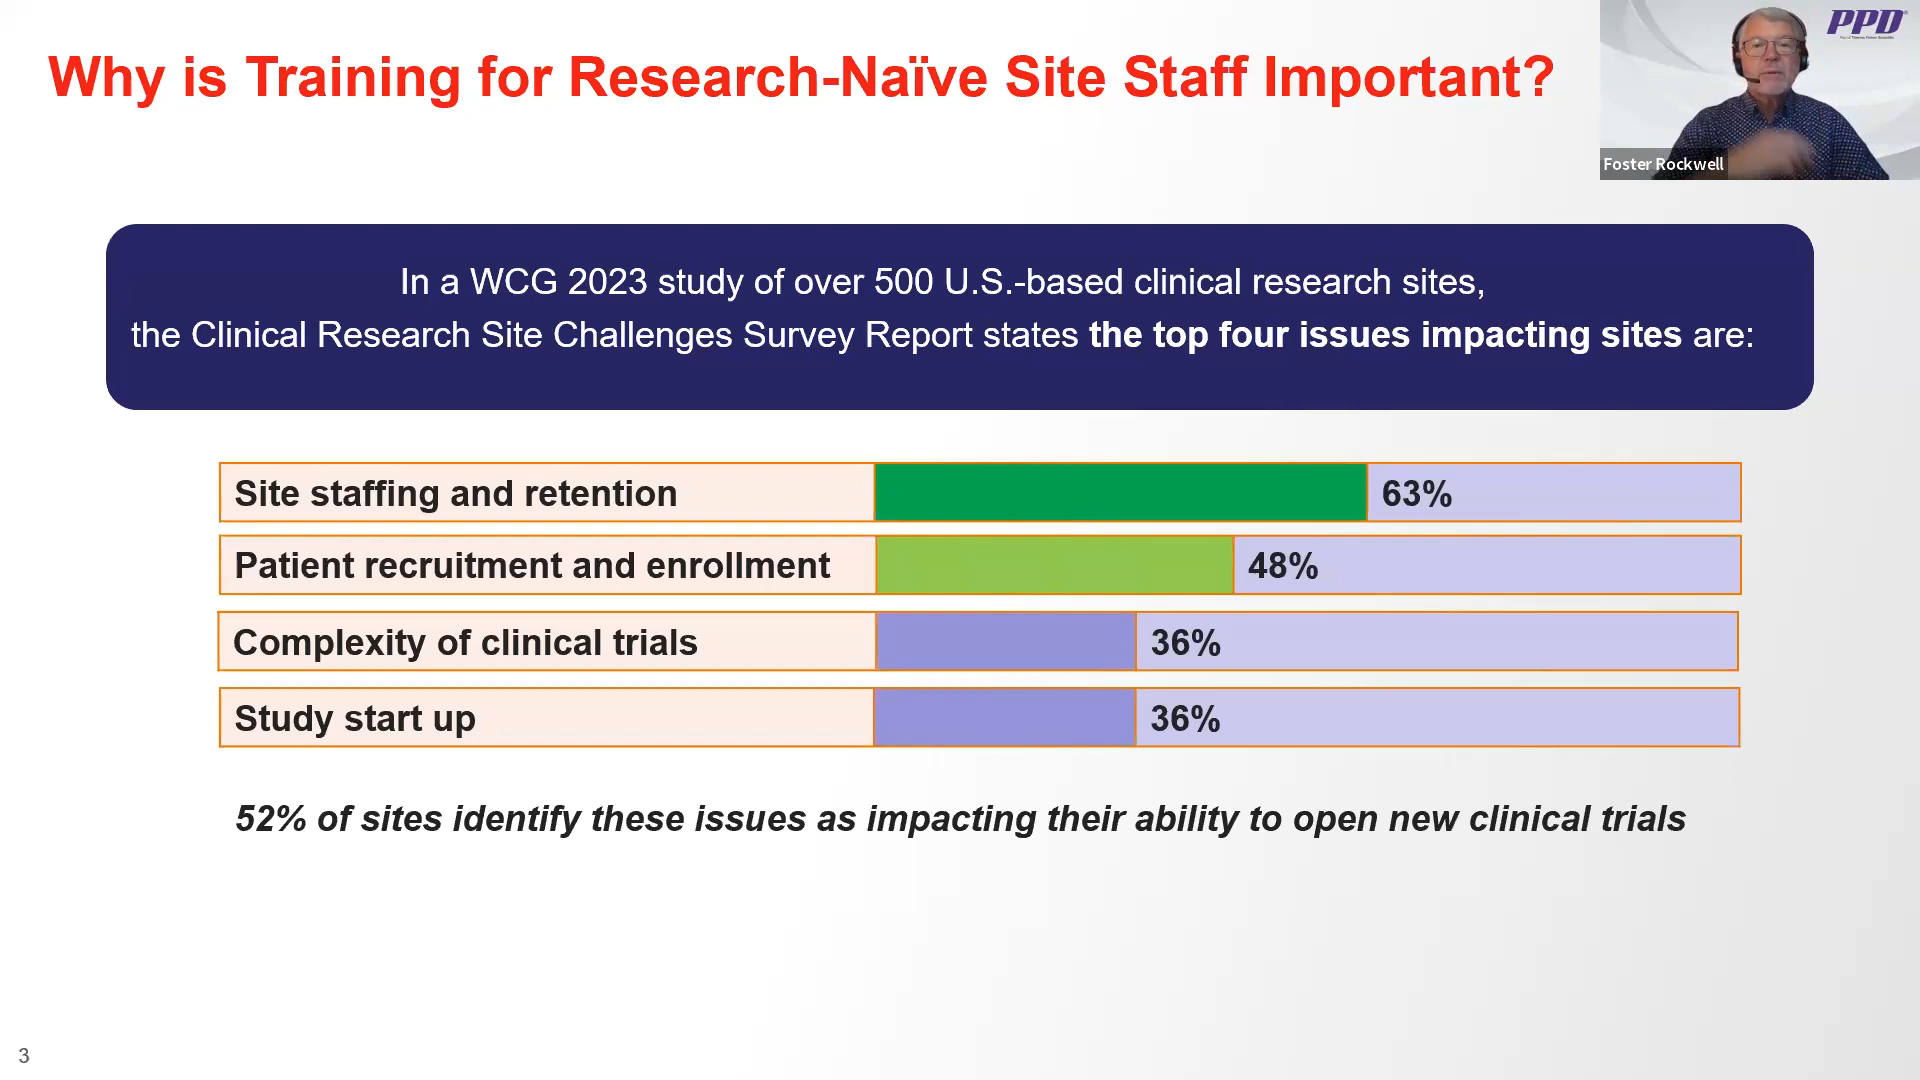 Why is Training for Research-Naïve Site Staff Important?
PPD
Foster Rockwell
In a WCG 2023 study of over 500 U.S.-based clinical research sites,
the Clinical Research Site Challenges Survey Report states the top four issues impacting sites are:
Site staffing and retention 63%
Patient recruitment and enrollment 48%
Complexity of clinical trials 36%
Study start up 36%
52% of sites identify these issues as impacting their ability to open new clinical trials
3